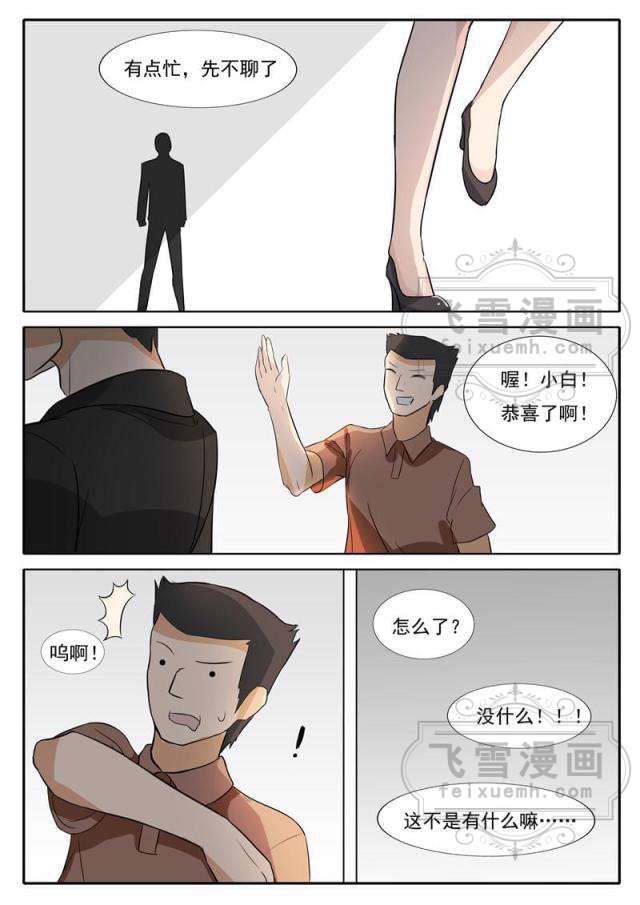 有点忙，先不聊了
飞雪漫画
feixuemh.com
喔！小白！
恭喜了啊！
呜啊！
！
怎么了？
没什么！！！
飞雪漫画
feixuemh.com
这不是有什么嘛……